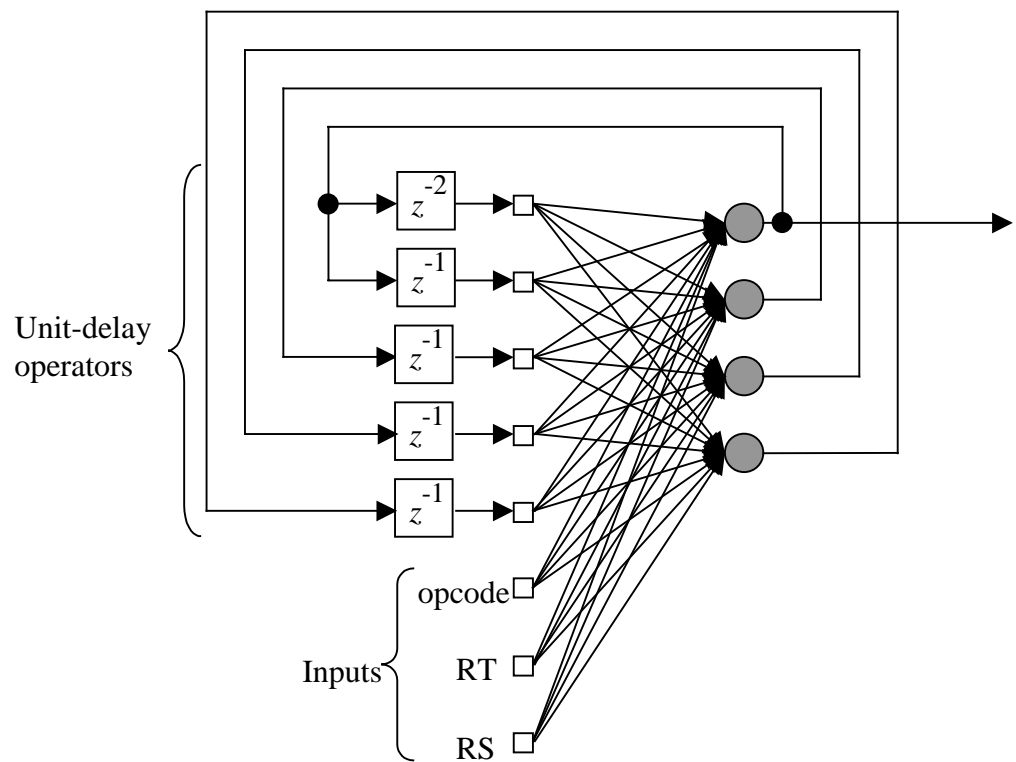 z-2
z-1
z-1
z-1
z-1
Unit-delay
operators
opcode
Inputs
RT
RS